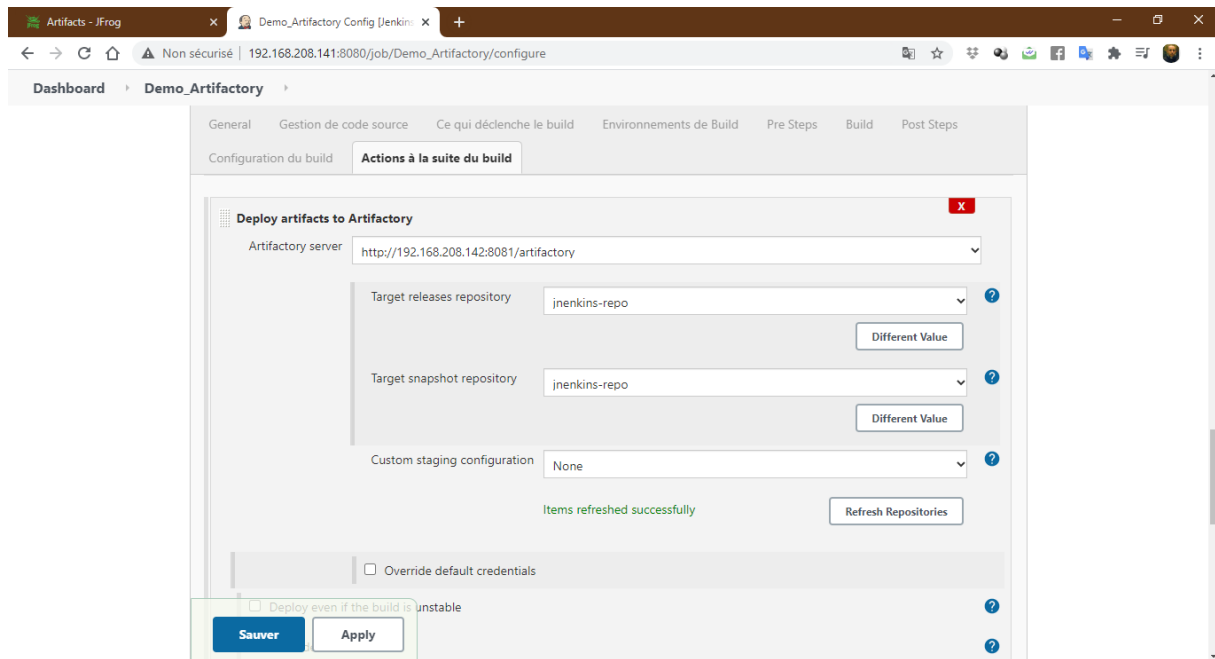 Artifacts - JFrog
Demo_Artifactory Config [Jenkins
Non sécurisé | 192.168.208.141:8080/job/Demo_Artifactory/configure
Dashboard Demo_Artifactory
General Gestion de code source Ce qui déclenche le build Environnements de Build Pre Steps Build Post Steps
Configuration du build Actions à la suite du build
X
Deploy artifacts to Artifactory
Artifactory server http://192.168.208.142:8081/artifactory
Target releases repository jnenkins-repo
Different Value
Target snapshot repository jnenkins-repo
Different Value
Custom staging configuration None
Items refreshed successfully Refresh Repositories
Override default credentials
Deploy even if the build is unstable
Sauver Apply